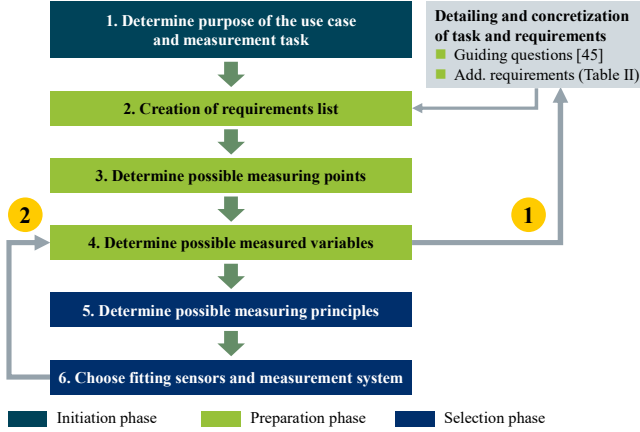 1. Determine purpose of the use case
and measurement task
Detailing and concretization
of task and requirements
Guiding questions [45]
Add. requirements (Table II)
2. Creation of requirements list
3. Determine possible measuring points
2
1
4. Determine possible measured variables
5. Determine possible measuring principles
6. Choose fitting sensors and measurement system
Initiation phase
Preparation phase
Selection phase